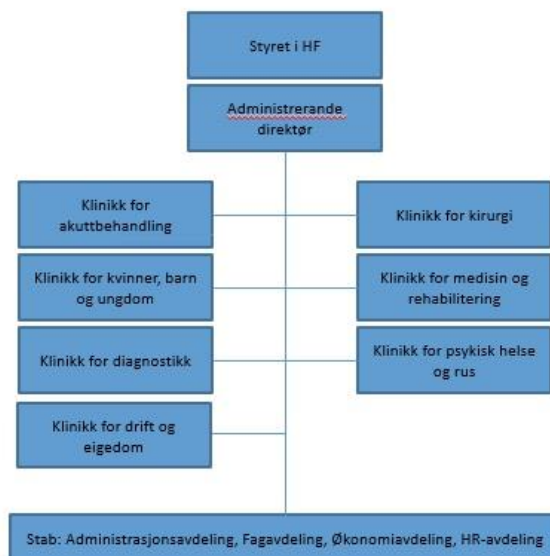 Styret i HF
Administrerande
direktør
Klinikk for
akuttbehandling
Klinikk for kirurgi
Klinikk for kvinner, barn
og ungdom
Klinikk for medisin og
rehabilitering
Klinikk for diagnostikk
Klinikk for psykisk helse
og rus
Klinikk for drift og
eigedom
Stab: Administrasjonsavdeling, Fagavdeling, Økonomiavdeling, HR-avdeling